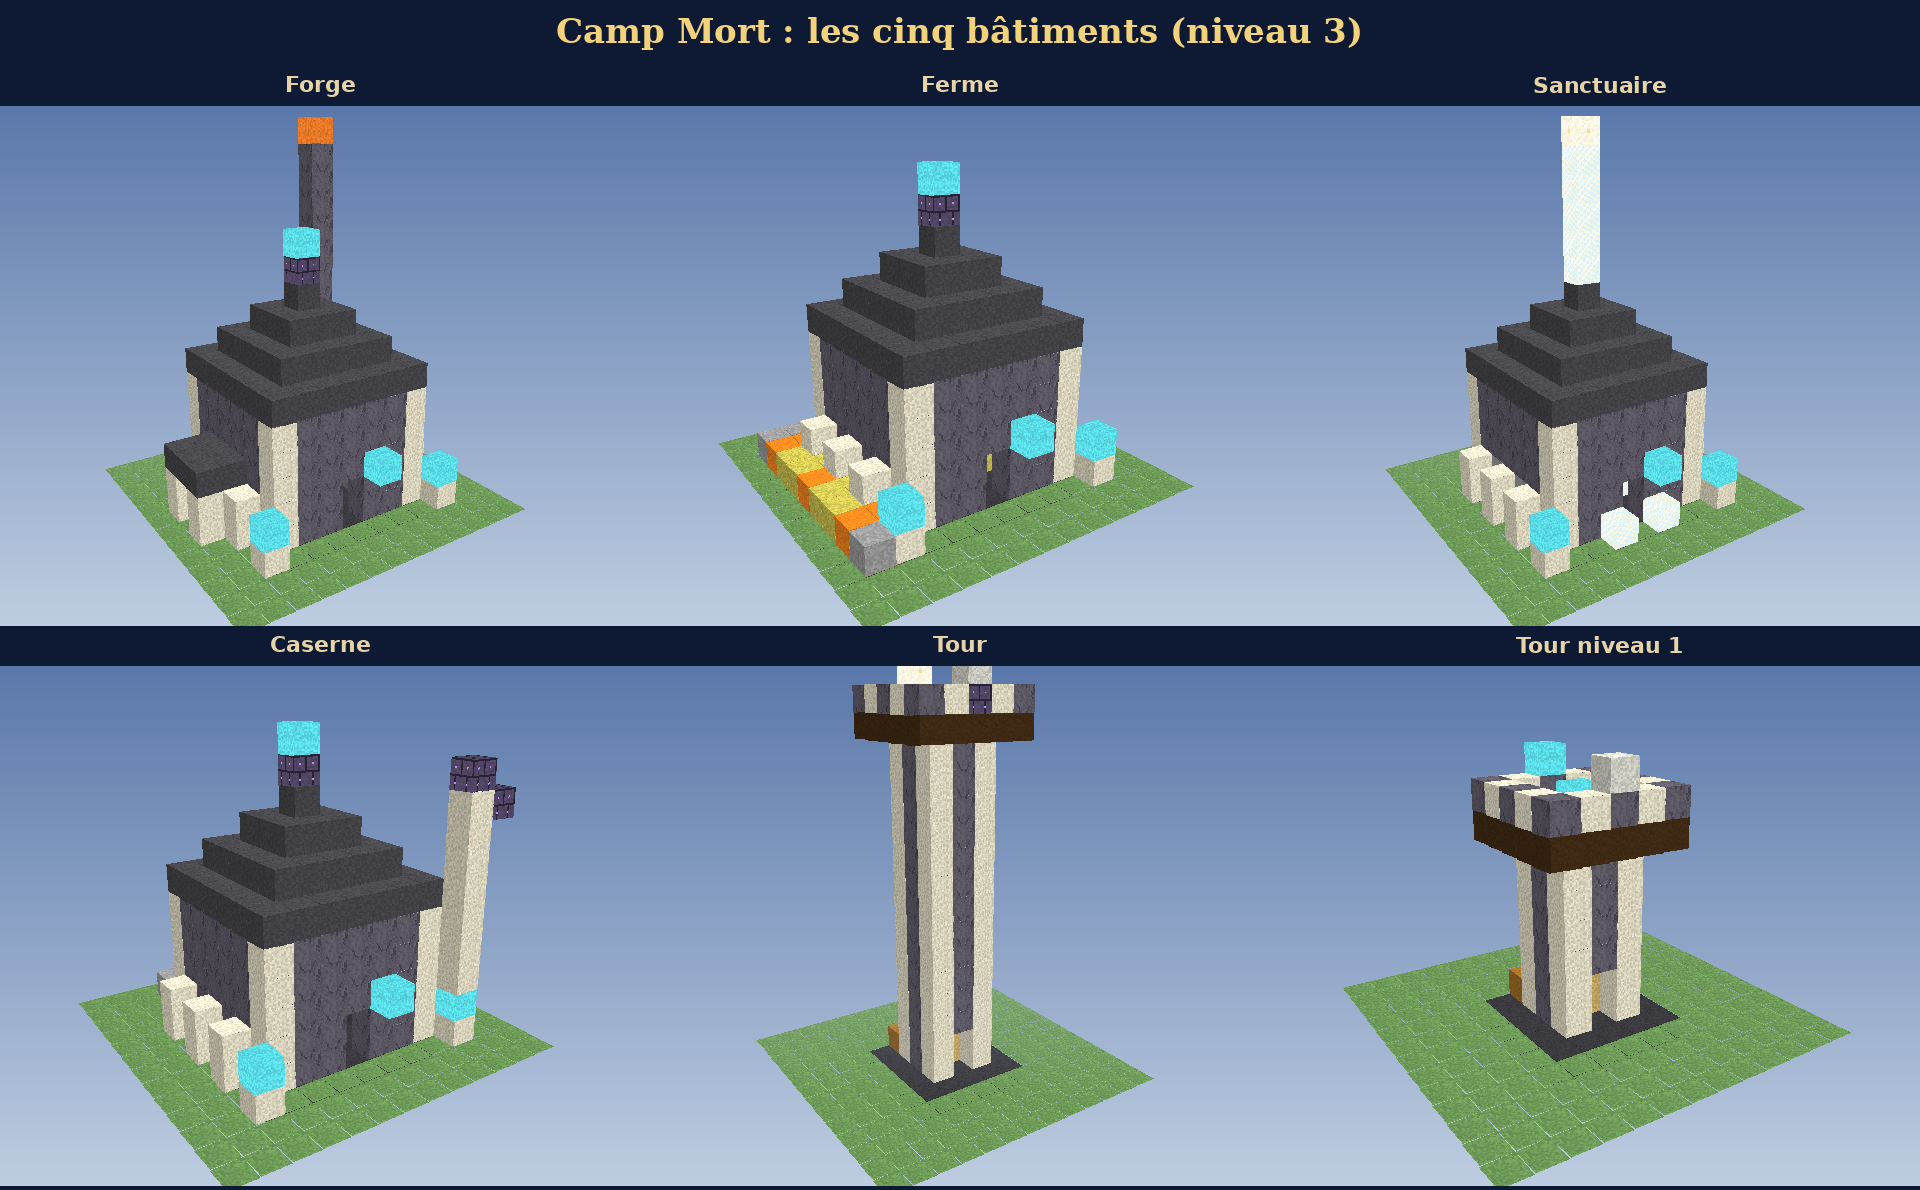 Camp Mort : les cinq bâtiments (niveau 3)
Forge
Ferme
Sanctuaire
Caserne
Tour
Tour niveau 1